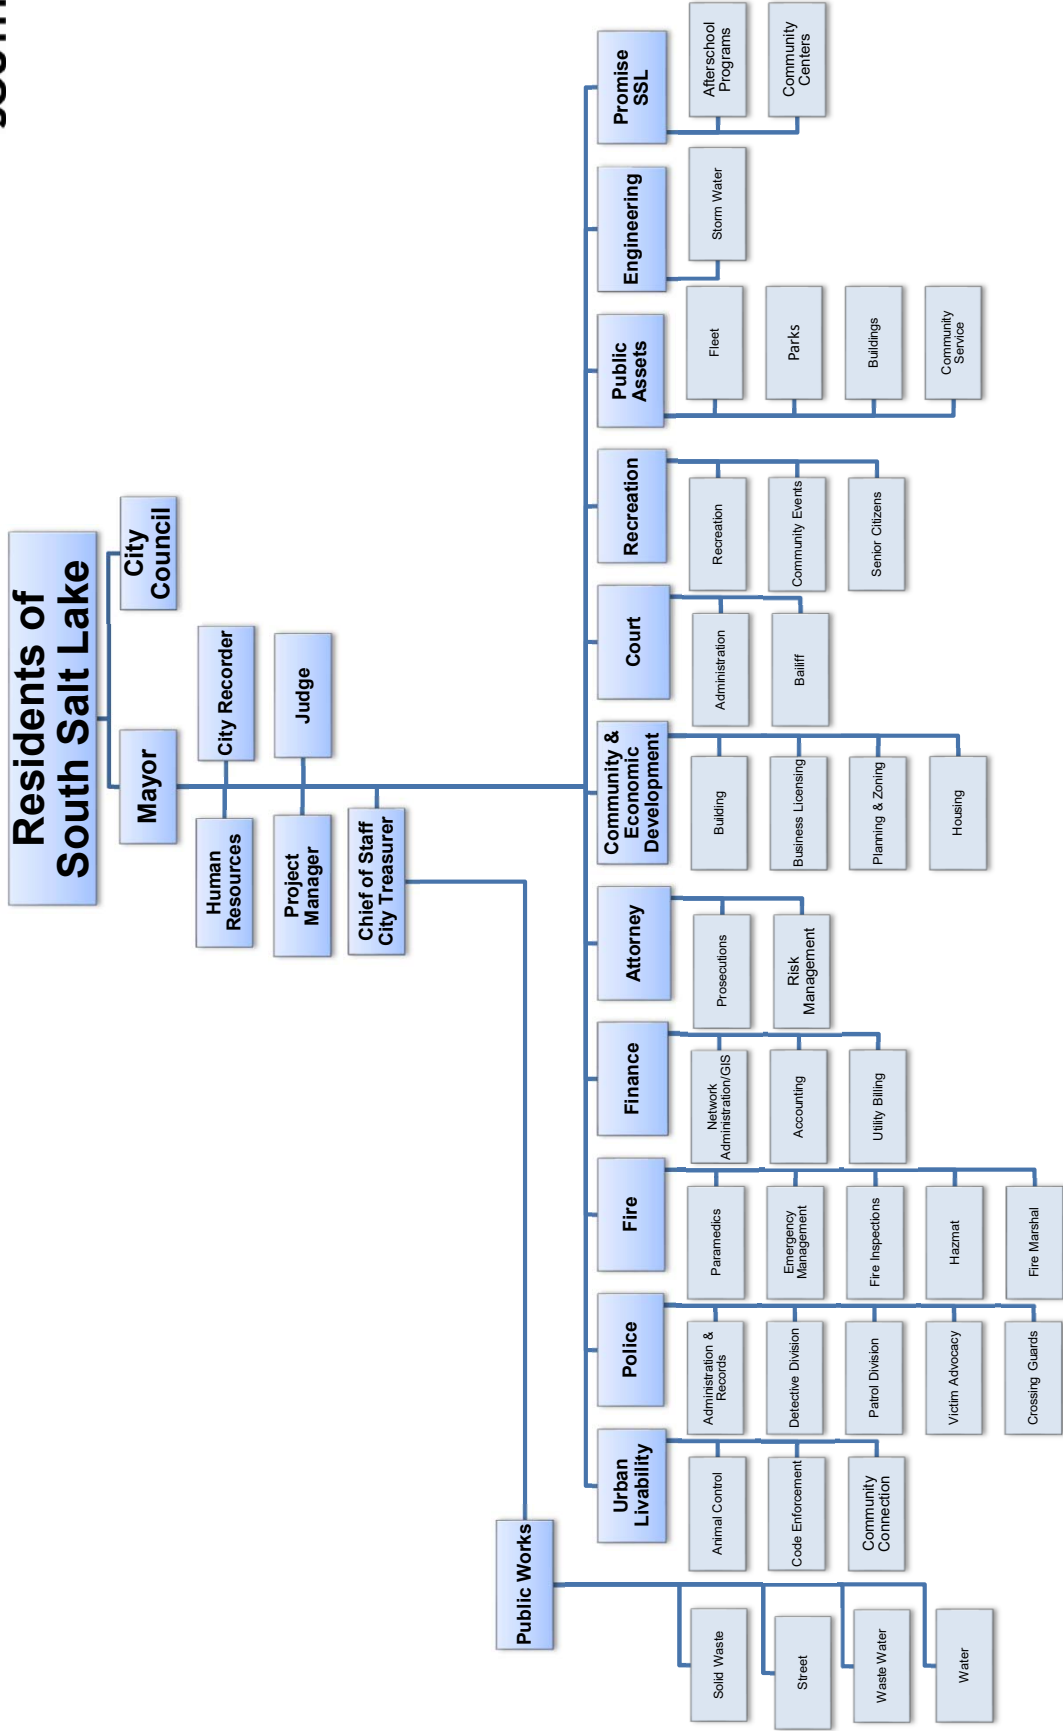 Residents of
South Salt Lake
Mayor
City
Council
Human
Resources
City Recorder
Project
Manager
Judge
Chief of Staff
City Treasurer
Public Works
Solid Waste
Street
Waste Water
Water
Urban
Livability
Animal Control
Code Enforcement
Community
Connection
Police
Administration &
Records
Detective Division
Patrol Division
Victim Advocacy
Crossing Guards
Fire
Paramedics
Emergency
Management
Fire Inspections
Hazmat
Fire Marshal
Finance
Network
Administration/GIS
Accounting
Utility Billing
Attorney
Prosecutions
Risk
Management
Community &
Economic
Development
Building
Business Licensing
Planning & Zoning
Housing
Court
Administration
Bailiff
Recreation
Recreation
Community Events
Senior Citizens
Public
Assets
Fleet
Parks
Buildings
Community
Service
Engineering
Storm Water
Promise
SSL
Afterschool
Programs
Community
Centers